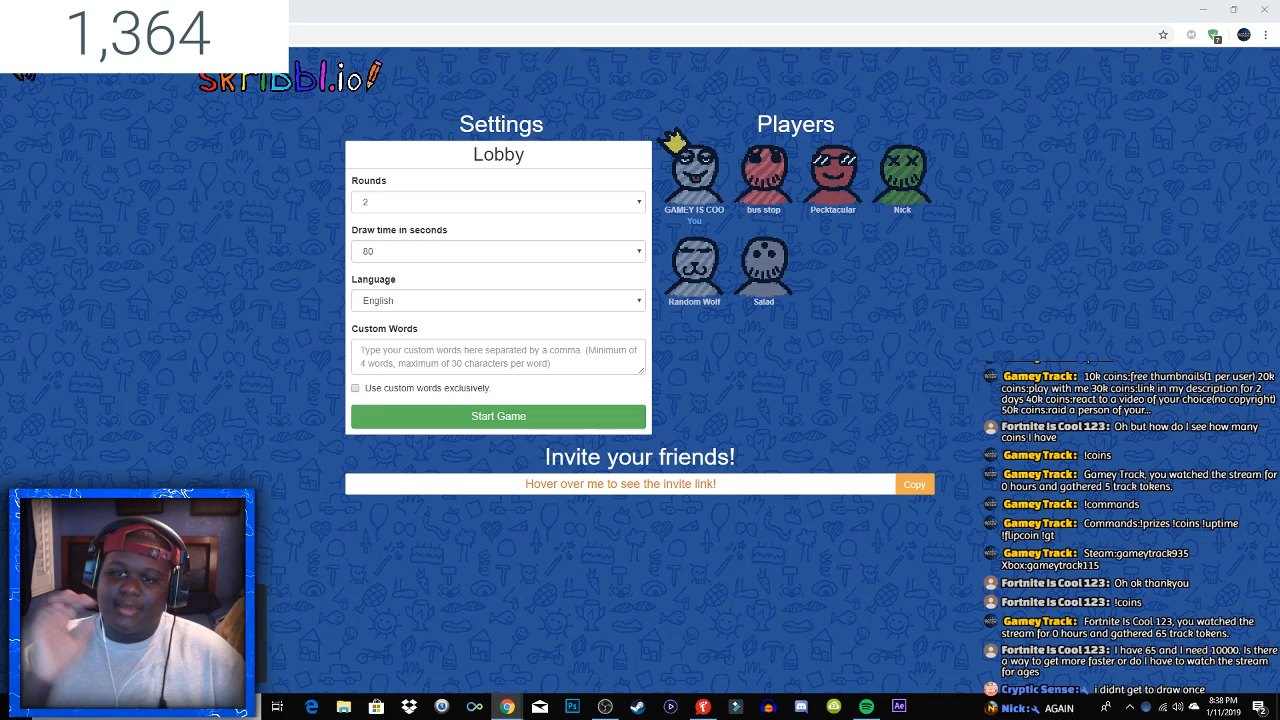 1,364
skribbl.io
Settings
Players
Lobby
Rounds
2
Draw time in seconds
80
Language
English
Custom Words
Type your custom words here separated by a comma. (Minimum of
4 words, maximum of 30 characters per word)
Use custom words exclusively.
Start Game
GAMEY IS COO
You
bus stop
Pecktacular
Nick
Random Wolf
Salad
Invite your friends!
Hover over me to see the invite link!
Copy
Gamey Track: 10k coins:free thumbnails(1 per user) 20k
coins:play with me 30k coins:link in my description for 2
days 40k coins:react to a video of your choice(no copyright)
50k coins:raid a person of your...
Fortnite Is Cool 123: Oh but how do I see how many
coins I have
Gamey Track: !coins
Gamey Track: Gamey Track, you watched the stream for
0 hours and gathered 5 track tokens.
Gamey Track: !commands
Gamey Track: Commands:!prizes !coins !uptime
!flipcoin !gt
Gamey Track: Steam:gameytrack935
Xbox:gameytrack115
Fortnite Is Cool 123: Oh ok thankyou
Fortnite Is Cool 123: !coins
Gamey Track: Fortnite Is Cool 123, you watched the
stream for 0 hours and gathered 65 track tokens.
Fortnite Is Cool 123: I have 65 and I need 10000. Is there
a way to get more faster or do I have to watch the stream
for ages
Cryptic Sense: i didnt get to draw once
Nick: AGAIN
8:38 PM
1/11/2019